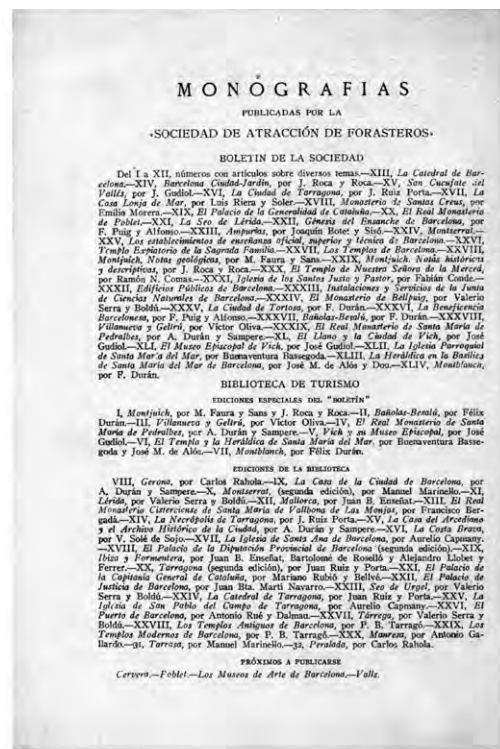 MONOGRAFIAS
PUBLICADAS POR LA
«SOCIEDAD DE ATRACCIÓN DE FORASTEROS»
BOLETIN DE LA SOCIEDAD
Del I a XII, números con artículos sobre diversos temas.—XIII, La Catedral de Bar-
celona.—XIV, Barcelona Ciudad-Jardín, por J. Roca y Roca.—XV, San Cucufate del
Vallés, por J. Gudiol.—XVI, La Ciudad de Tarragona, por J. Ruiz Porta.—XVII, La
Casa Lonja de Mar, por Luis Riera y Soler.—XVIII, Monasterio de Santas Creus, por
Emilio Morera.—XIX, El Palacio de la Generalidad de Cataluña.—XX, El Real Monasterio
de Poblet.—XXI, La Seo de Lérida.—XXII, Génesis del Ensanche de Barcelona, por
F. Puig y Alfonso.—XXIII, Ampurias, por Joaquín Botet y Sisó.—XXIV, Montserrat.—
XXV, Los establecimientos de enseñanza oficial, superior y técnica de Barcelona.—XXVI,
Templo Expiatorio de la Sagrada Familia.—XXVII, Los Templos de Barcelona.—XXVIII,
Montjuich, Notas geológicas, por M. Faura y Sans.—XXIX, Montjuich. Notas históricas
y descriptivas, por J. Roca y Roca.—XXX, El Templo de Nuestra Señora de la Merced,
por Ramón N. Comas.—XXXI, Iglesia de los Santos Justo y Pastor, por Fabián Conde.—
XXXII, Edificios Públicos de Barcelona.—XXXIII, Instalaciones y Servicios de la Junta
de Ciencias Naturales de Barcelona.—XXXIV, El Monasterio de Bellpuig, por Valerio
Serra y Boldú.—XXXV, La Ciudad de Tortosa, por F. Durán.—XXXVI, La Beneficencia
Barcelonesa, por F. Puig y Alfonso.—XXXVII, Bañolas-Besalú, por F. Durán.—XXXVIII,
Villanueva y Geltrú, por Víctor Oliva.—XXXIX, El Real Monasterio de Santa María de
Pedralbes, por A. Durán y Sampere.—XL, El Llano y la Ciudad de Vich, por José
Gudiol.—XLI, El Museo Episcopal de Vich, por José Gudiol.—XLII, La Iglesia Parroquial
de Santa María del Mar, por Buenaventura Bassegoda.—XLIII, La Heráldica en la Basílica
de Santa María del Mar de Barcelona, por José M. de Alós y Dou.—XLIV, Montblanch,
por F. Durán.
BIBLIOTECA DE TURISMO
EDICIONES ESPECIALES DEL "BOLETIN"
I, Montjuich, por M. Faura y Sans y J. Roca y Roca.—II, Bañolas-Besalú, por Félix
Durán.—III, Villanueva y Geltrú, por Víctor Oliva.—IV, El Real Monasterio de Santa
María de Pedralbes, por A. Durán y Sampere.—V, Vich y su Museo Episcopal, por José
Gudiol.—VI, El Templo y la Heráldica de Santa María del Mar, por Buenaventura Basse-
goda y José M. de Alós.—VII, Montblanch, por Félix Durán.
EDICIONES DE LA BIBLIOTECA
VIII, Gerona, por Carlos Rahola.—IX, La Casa de la Ciudad de Barcelona, por
A. Durán y Sampere.—X, Montserrat, (segunda edición), por Manuel Marinello.—XI,
Lérida, por Valerio Serra y Boldú.—XII, Mallorca, por Juan B. Enseñat.—XIII. El Real
Monasterio Cisterciense de Santa María de Vallbona de Las Monjas, por Francisco Ber-
gadá.—XIV, La Necrópolis de Tarragona, por J. Ruiz Porta.—XV, La Casa del Arcediano
y el Archivo Histórico de la Ciudad, por A. Durán y Sampere.—XVI, La Costa Brava,
por V. Solé de Sojo.—XVII, La Iglesia de Santa Ana de Barcelona, por Aurelio Capmany.
—XVIII, El Palacio de la Diputación Provincial de Barcelona (segunda edición).—XIX,
Ibiza y Formentera, por Juan B. Enseñat, Bartolomé de Roselló y Alejandro Llobet y
Ferrer.—XX, Tarragona (segunda edición), por Juan Ruiz y Porta.—XXI, El Palacio de
la Capitanía General de Cataluña, por Mariano Rubió y Bellvé.—XXII, El Palacio de
Justicia de Barcelona, por Juan Bta. Martí Navarro.—XXIII, Seo de Urgel, por Valerio
Serra y Boldú.—XXIV, La Catedral de Tarragona, por Juan Ruiz y Porta.—XXV, La
Iglesia de San Pablo del Campo de Tarragona, por Aurelio Capmany.—XXVI, El
Puerto de Barcelona, por Antonio Rué y Dalmau.—XXVII, Tárrega, por Valerio Serra y
Boldú.—XXVIII, Los Templos Antiguos de Barcelona, por P. B. Tarragó.—XXIX, Los
Templos Modernos de Barcelona, por P. B. Tarragó.—XXX, Manresa, por Antonio Ga-
llardo.—31, Tarrasa, por Manuel Marinello.—32, Peralada, por Carlos Rahola.
PRÓXIMOS A PUBLICARSE
Cervera.—Poblet.—Los Museos de Arte de Barcelona.—Valls.